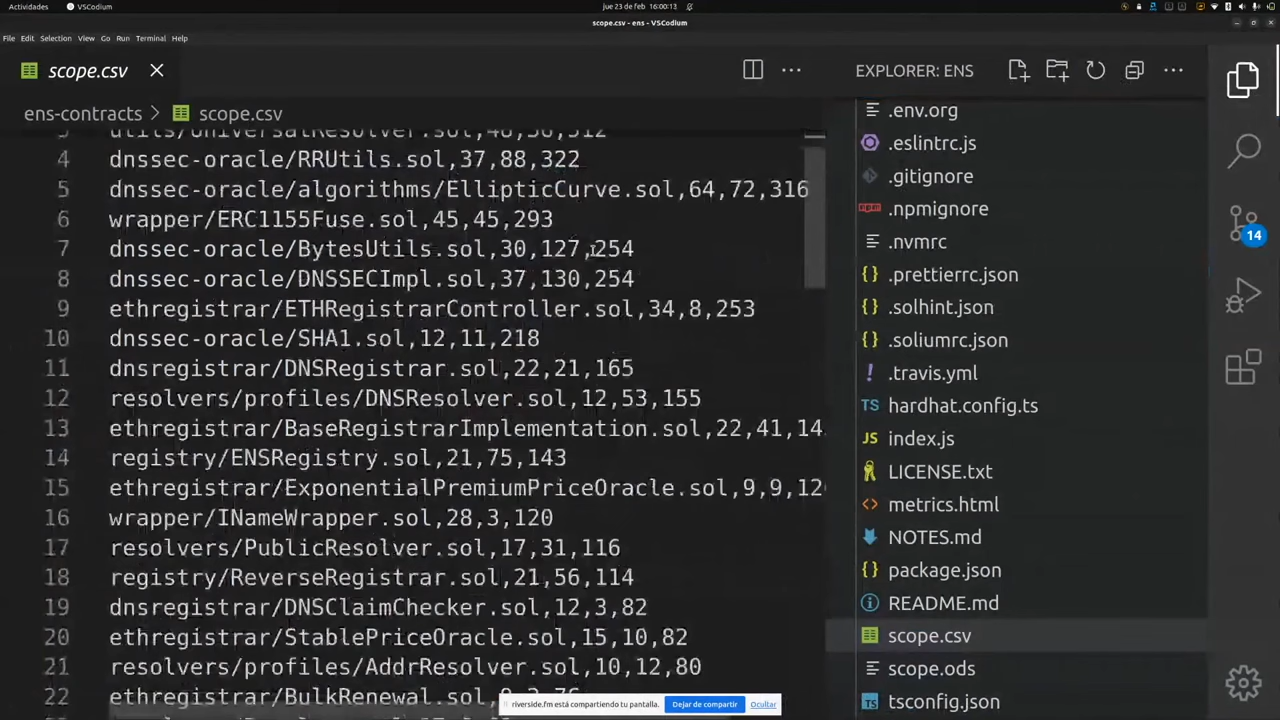 Actividades
VSCodium
jue 23 de feb 16:00:13
scope.csv - ens - VSCodium
File Edit Selection View Go Run Terminal Help
scope.csv
EXPLORER: ENS
ens-contracts
scope.csv
utils/UniversalResolver.sol,48,36,312
4 dnssec-oracle/RRUtils.sol,37,88,322
5 dnssec-oracle/algorithms/EllipticCurve.sol,64,72,316
6 wrapper/ERC1155Fuse.sol,45,45,293
7 dnssec-oracle/BytesUtils.sol,30,127,254
8 dnssec-oracle/DNSSECImpl.sol,37,130,254
9 ethregistrar/ETHRegistrarController.sol,34,8,253
10 dnssec-oracle/SHA1.sol,12,11,218
11 dnsregistrar/DNSRegistrar.sol,22,21,165
12 resolvers/profiles/DNSResolver.sol,12,53,155
13 ethregistrar/BaseRegistrarImplementation.sol,22,41,14
14 registry/ENSRegistry.sol,21,75,143
15 ethregistrar/ExponentialPremiumPriceOracle.sol,9,9,12
16 wrapper/INameWrapper.sol,28,3,120
17 resolvers/PublicResolver.sol,17,31,116
18 registry/ReverseRegistrar.sol,21,56,114
19 dnsregistrar/DNSClaimChecker.sol,12,3,82
20 ethregistrar/StablePriceOracle.sol,15,10,82
21 resolvers/profiles/AddrResolver.sol,10,12,80
22 ethregistrar/BulkRenewal.sol
.env.org
.eslintrc.js
.gitignore
.npmignore
.nvmrc
.prettierrc.json
.solhint.json
.soliumrc.json
.travis.yml
TS hardhat.config.ts
JS index.js
LICENSE.txt
metrics.html
NOTES.md
package.json
README.md
scope.csv
scope.ods
tsconfig.json
14
riverside.fm está compartiendo tu pantalla.
Dejar de compartir
Ocultar